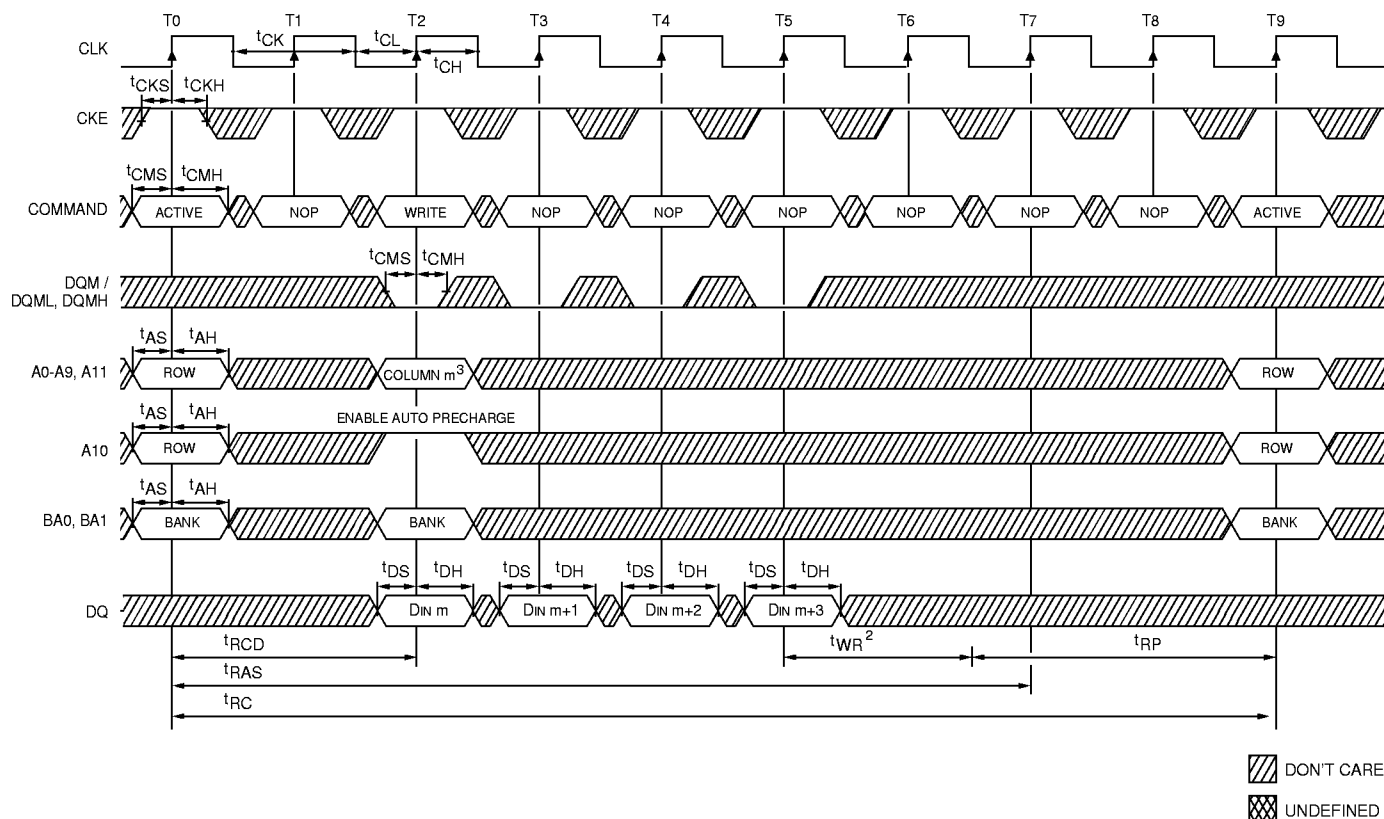 T0 T1 T2 T3 T4 T5 T6 T7 T8 T9
CLK
tCK tCL
tCH
tCKS tCKH
CKE
tCMS tCMH
COMMAND ACTIVE NOP WRITE NOP NOP NOP NOP NOP NOP ACTIVE
tCMS tCMH
DQM /
DQML, DQMH
tAS tAH
A0-A9, A11 ROW COLUMN m³ ROW
tAS tAH ENABLE AUTO PRECHARGE
A10 ROW ROW
tAS tAH
BA0, BA1 BANK BANK BANK
tDS tDH tDS tDH tDS tDH tDS tDH
DQ DIN m DIN m+1 DIN m+2 DIN m+3
tRCD tWR² tRP
tRAS
tRC
DON'T CARE
UNDEFINED